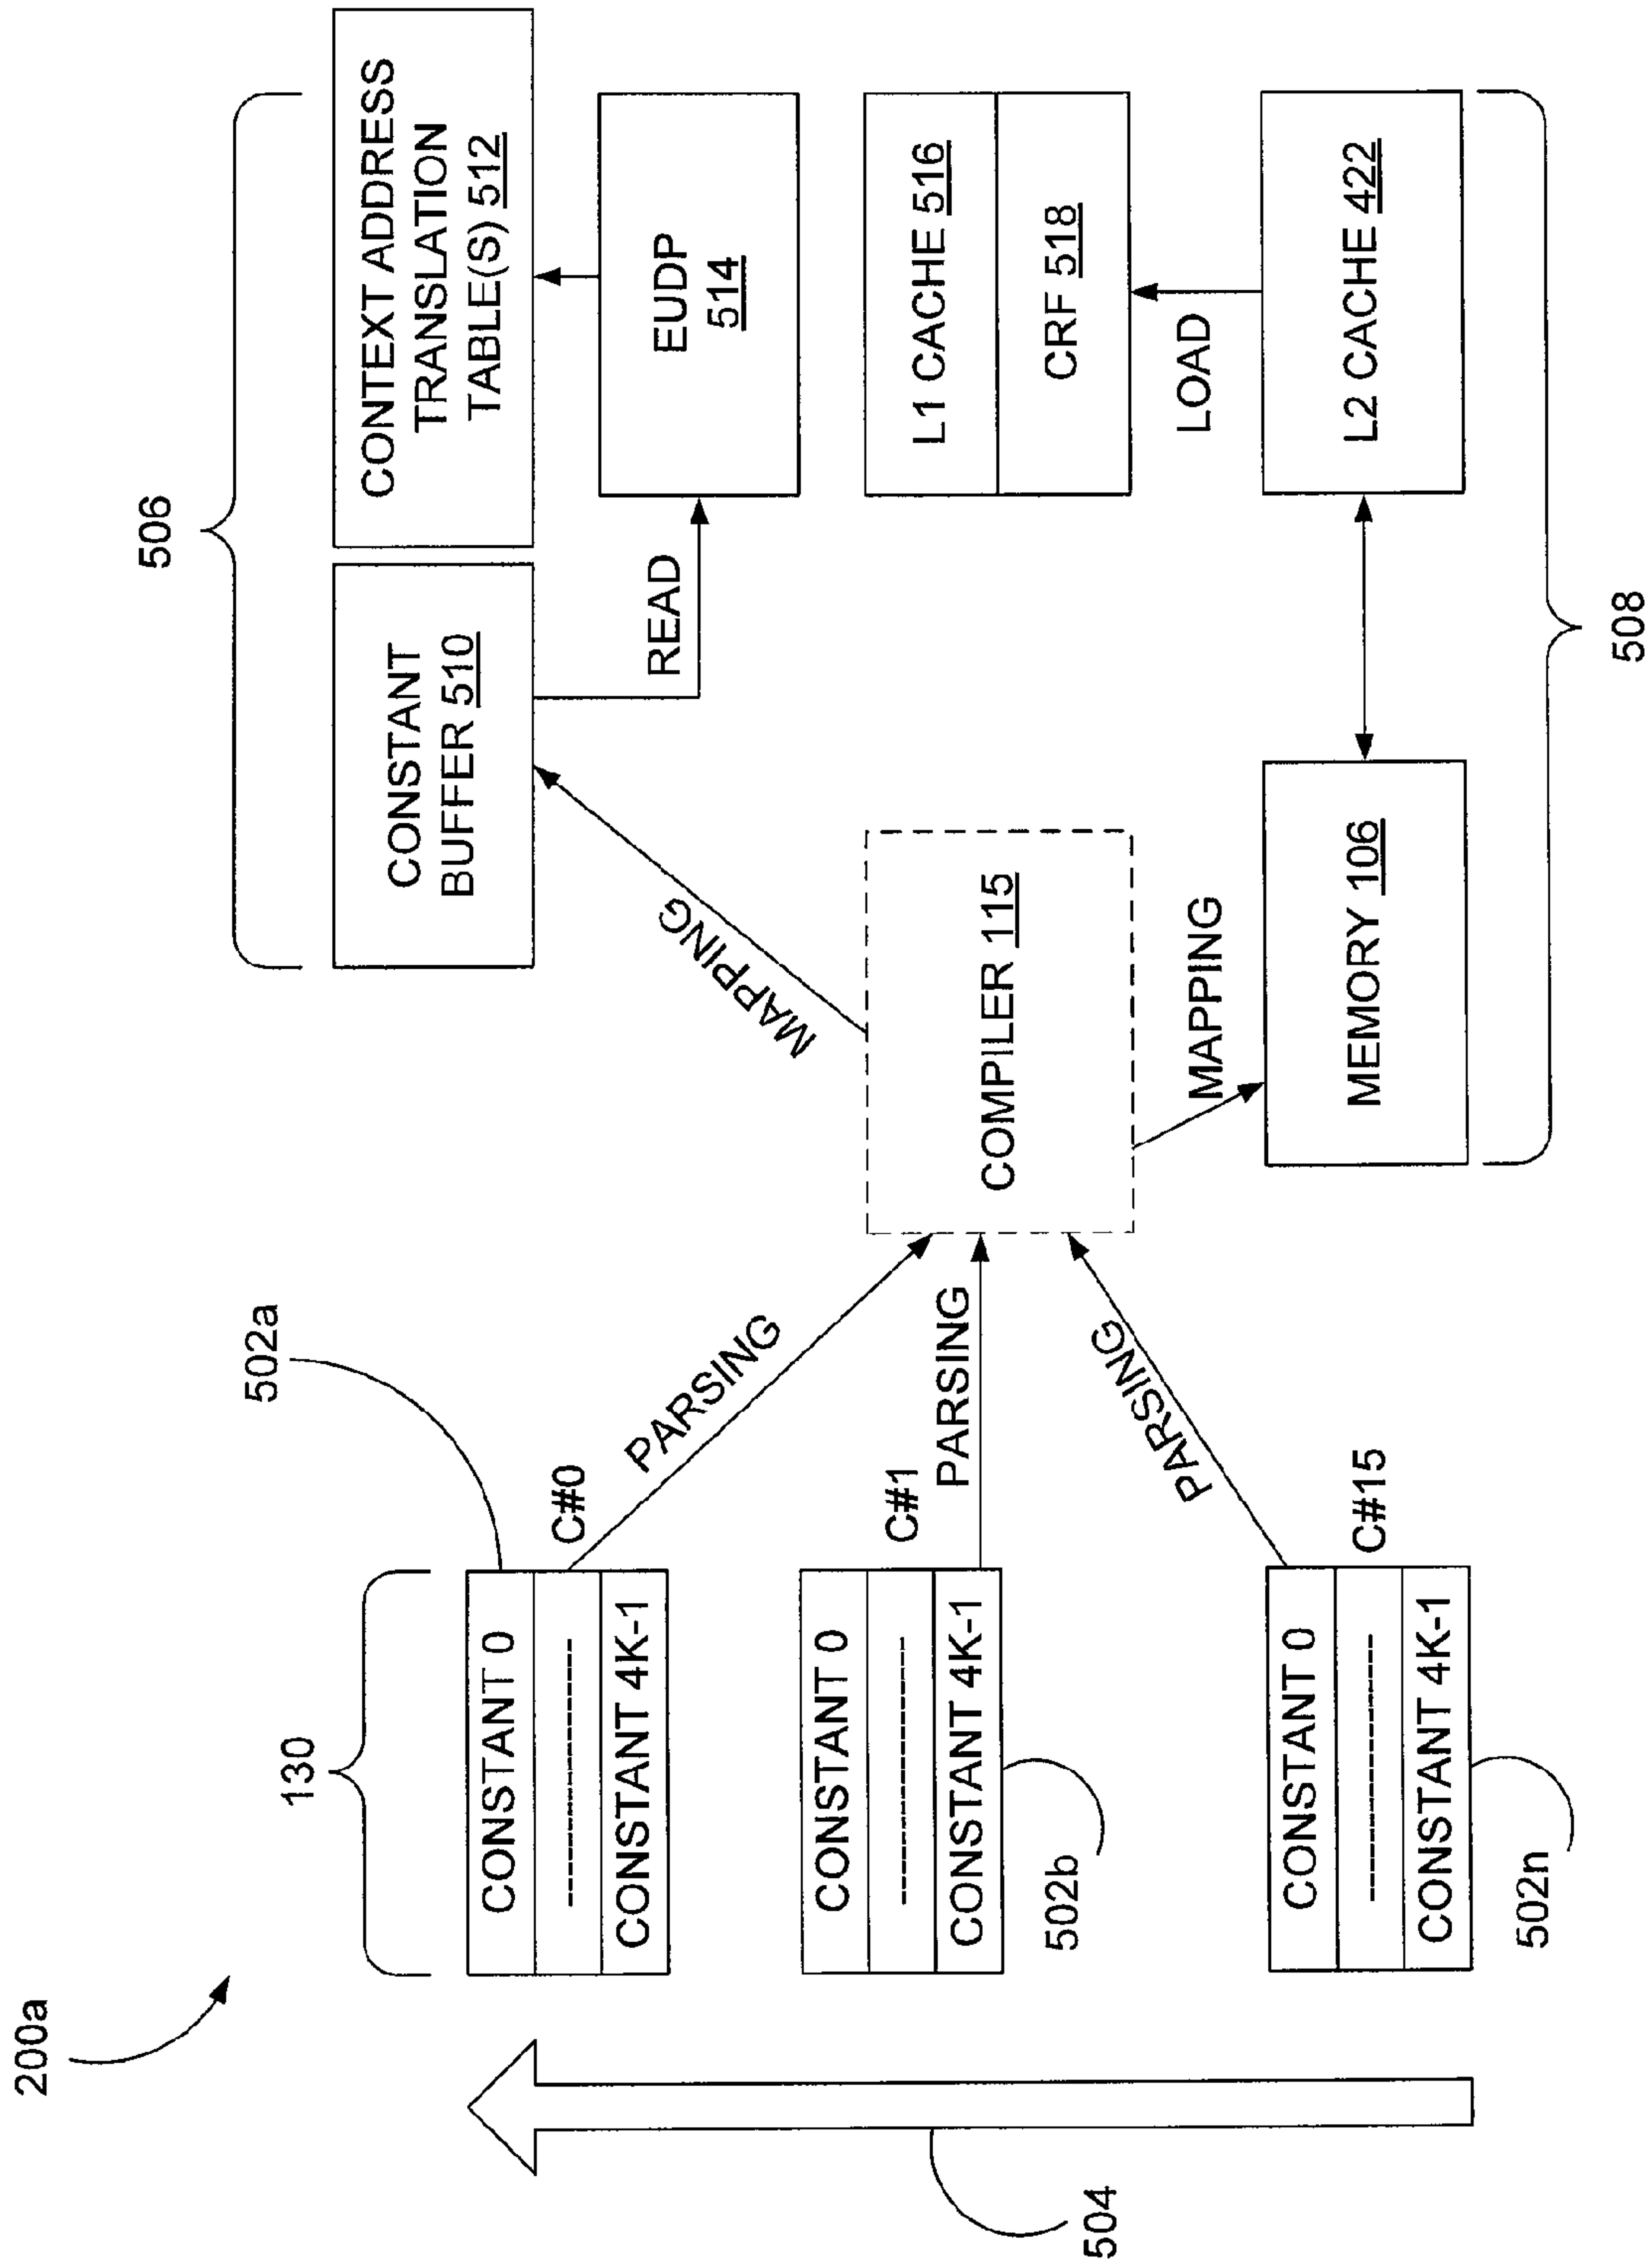 200a
130
502a
506
504
CONSTANT 0
CONSTANT 4K-1
C#0
PARSING
CONSTANT 0
CONSTANT 4K-1
C#1
PARSING
502b
CONSTANT 0
CONSTANT 4K-1
C#15
PARSING
502n
COMPILER 115
MAPPING
MAPPING
CONSTANT
BUFFER 510
CONTEXT ADDRESS
TRANSLATION
TABLE(S) 512
READ
EUDP
514
L1 CACHE 516
CRF 518
LOAD
MEMORY 106
L2 CACHE 422
508